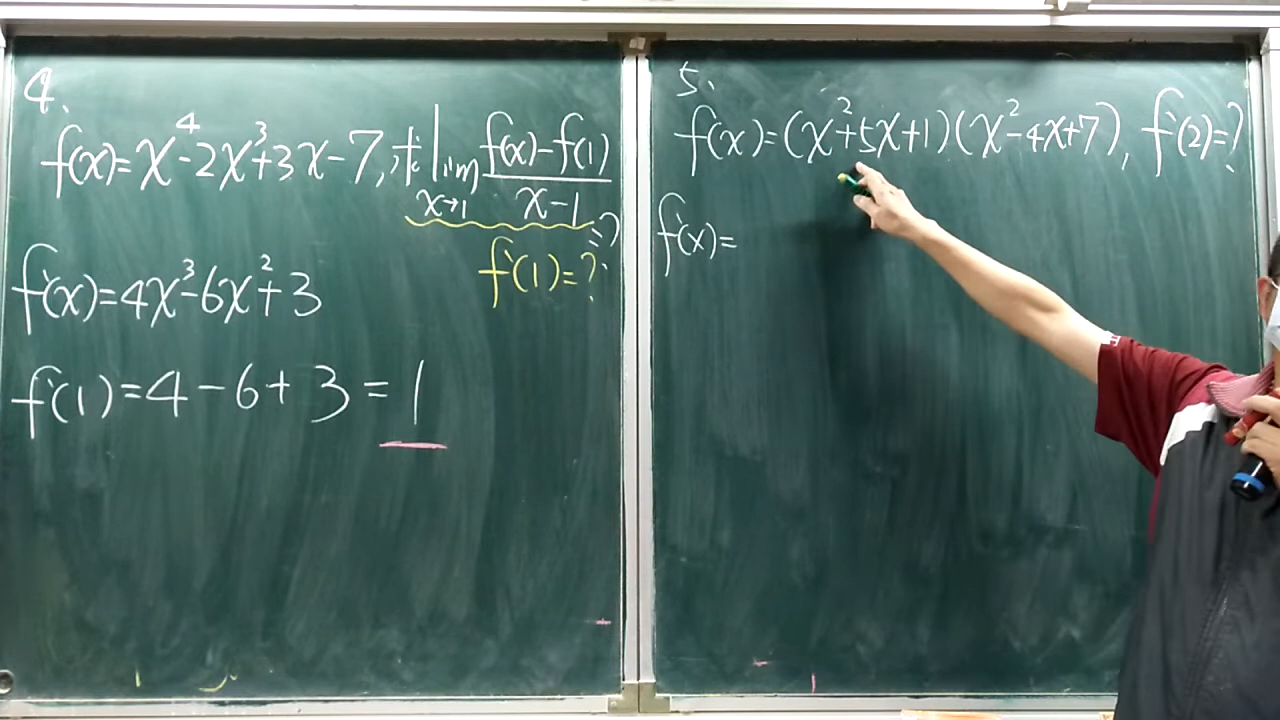 4、
f(x)=x⁴-2x³+3x-7,求 lim x→1 f(x)-f(1) / x-1 =?
f'(1)=?
f'(x)=4x³-6x²+3
f'(1)=4-6+3=1
5、
f(x)=(x²+5x+1)(x²-4x+7), f'(2)=?
f'(x)=